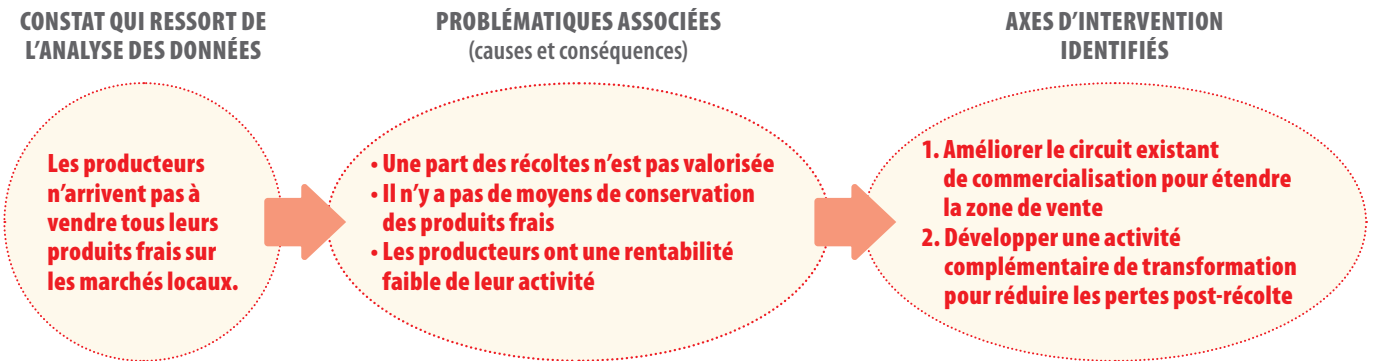 CONSTAT QUI RESSORT DE
L’ANALYSE DES DONNÉES
Les producteurs
n’arrivent pas à
vendre tous leurs
produits frais sur
les marchés locaux.
PROBLÉMATIQUES ASSOCIÉES
(causes et conséquences)
• Une part des récoltes n’est pas valorisée
• Il n’y a pas de moyens de conservation
des produits frais
• Les producteurs ont une rentabilité
faible de leur activité
AXES D’INTERVENTION
IDENTIFIÉS
1. Améliorer le circuit existant
de commercialisation pour étendre
la zone de vente
2. Développer une activité
complémentaire de transformation
pour réduire les pertes post-récolte